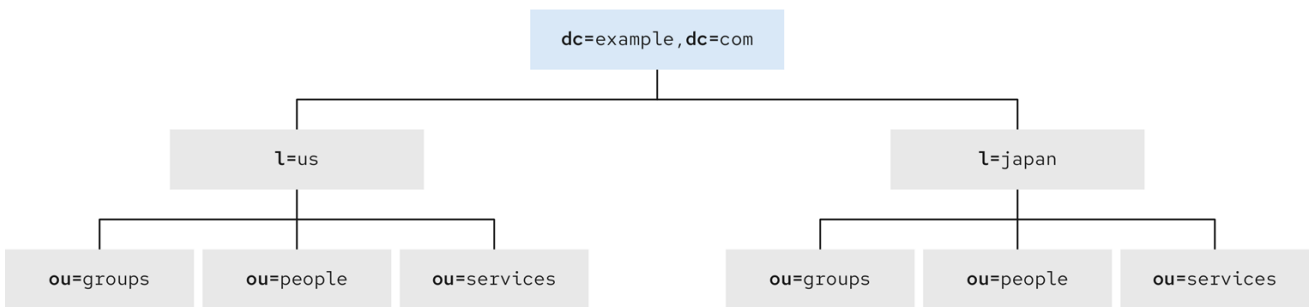 dc=example,dc=com
l=us
l=japan
ou=groups
ou=people
ou=services
ou=groups
ou=people
ou=services